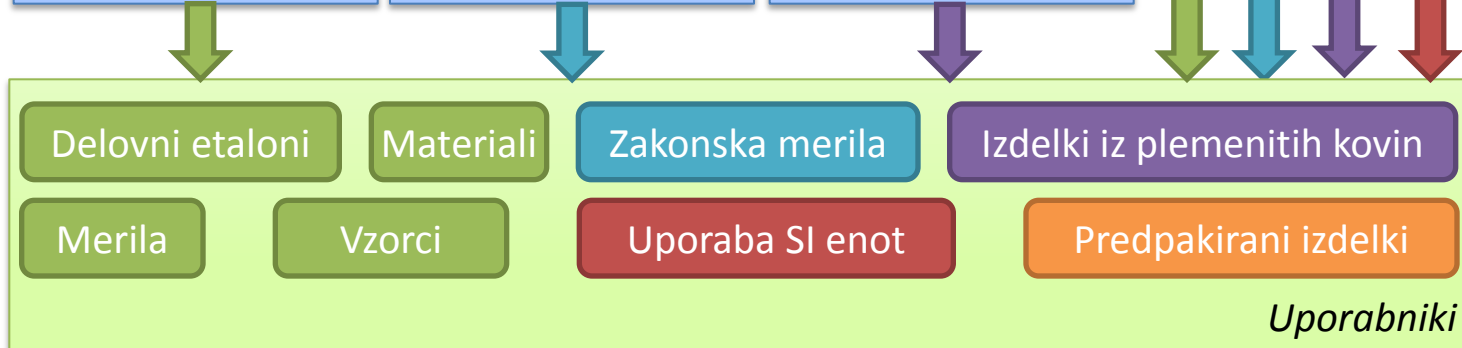 Delovni etaloni
Materiali
Zakonska merila
Izdelki iz plemenitih kovin
Merila
Vzorci
Uporaba SI enot
Predpakirani izdelki
Uporabniki